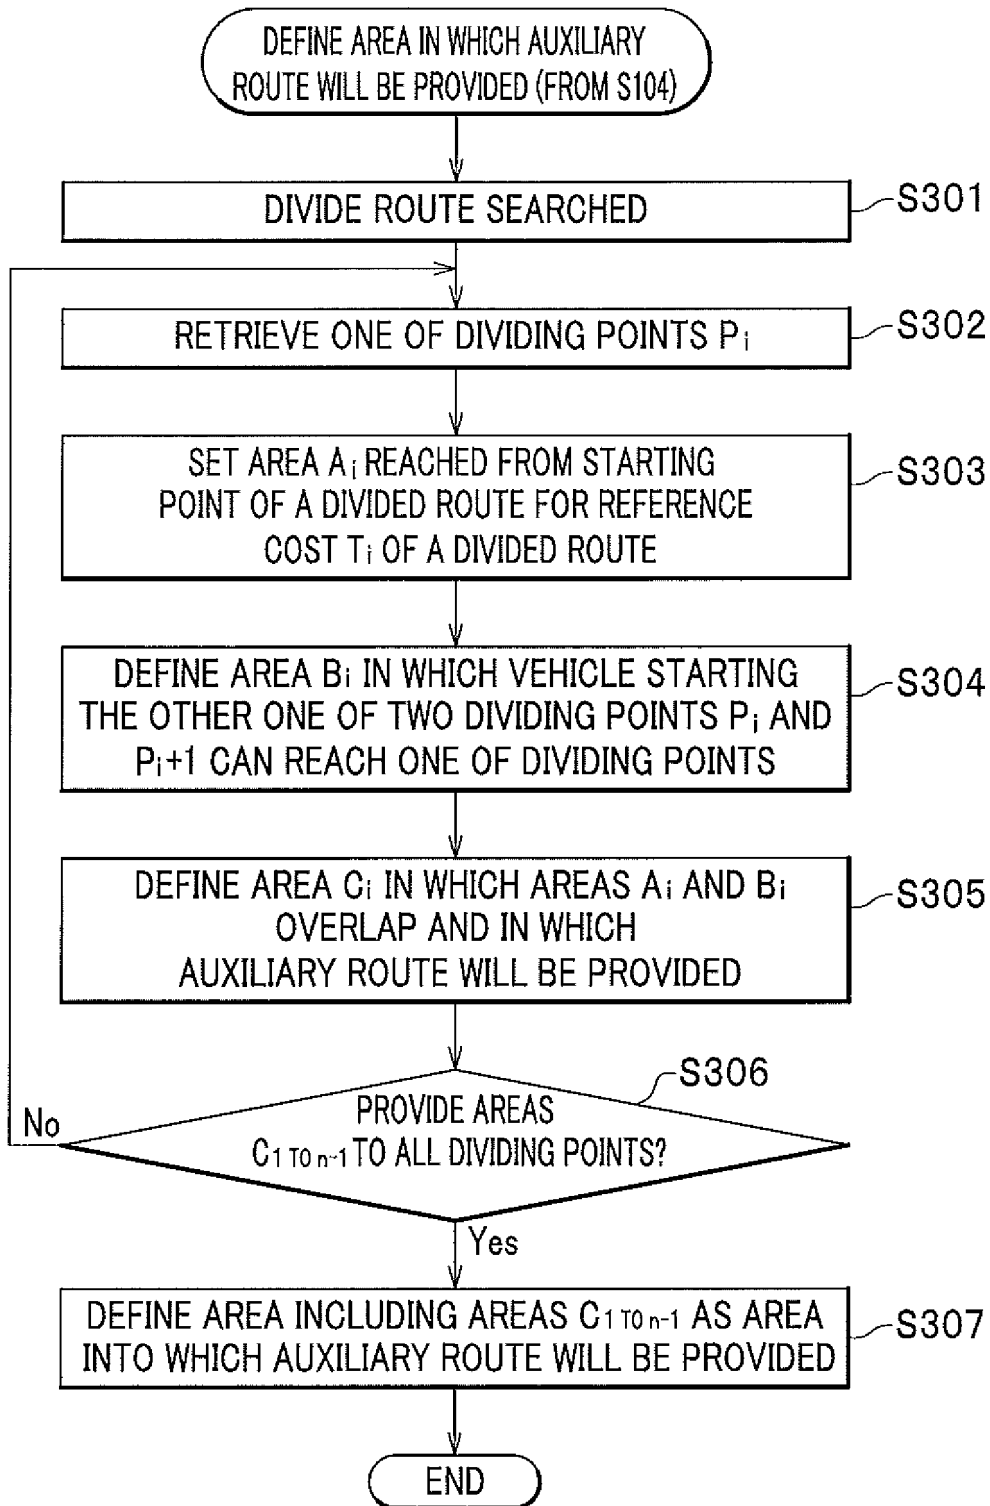 DEFINE AREA IN WHICH AUXILIARY
ROUTE WILL BE PROVIDED (FROM S104)
DIVIDE ROUTE SEARCHED
S301
RETRIEVE ONE OF DIVIDING POINTS Pi
S302
SET AREA Ai REACHED FROM STARTING
POINT OF A DIVIDED ROUTE FOR REFERENCE
COST Ti OF A DIVIDED ROUTE
S303
DEFINE AREA Bi IN WHICH VEHICLE STARTING
THE OTHER ONE OF TWO DIVIDING POINTS Pi AND
Pi+1 CAN REACH ONE OF DIVIDING POINTS
S304
DEFINE AREA Ci IN WHICH AREAS Ai AND Bi
OVERLAP AND IN WHICH
AUXILIARY ROUTE WILL BE PROVIDED
S305
S306
PROVIDE AREAS
C1 TO n-1 TO ALL DIVIDING POINTS?
No
Yes
DEFINE AREA INCLUDING AREAS C1 TO n-1 AS AREA
INTO WHICH AUXILIARY ROUTE WILL BE PROVIDED
S307
END